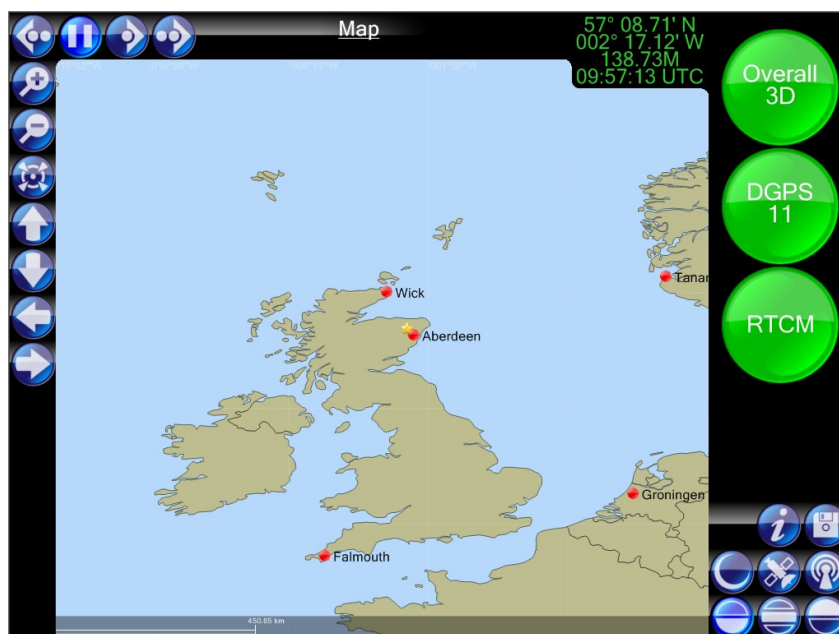 Map
57° 08.71' N
002° 17.12' W
138.73M
09:57:13 UTC
Overall
3D
DGPS
11
RTCM
Wick
Aberdeen
Tanan
Groningen
Falmouth
450.65 km
i